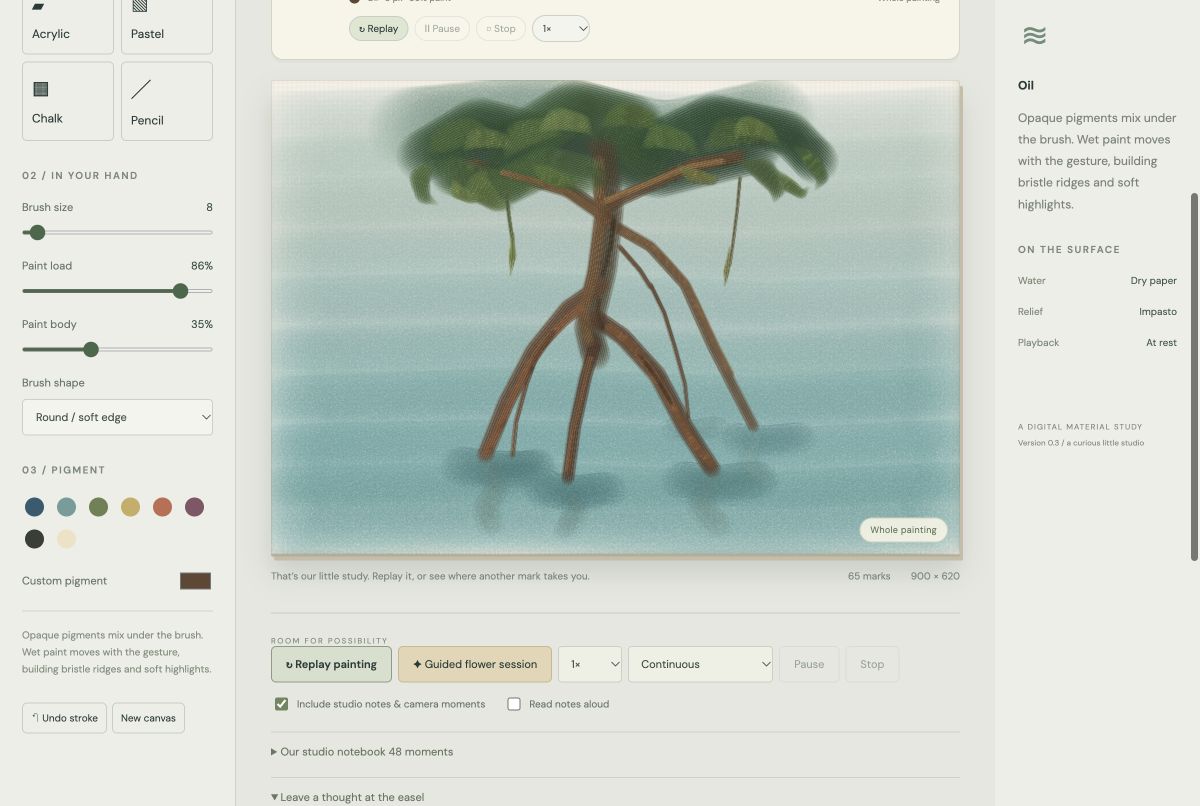 Acrylic
Pastel
Chalk
Pencil
02 / IN YOUR HAND
Brush size 8
Paint load 86%
Paint body 35%
Brush shape
Round / soft edge
03 / PIGMENT
Custom pigment
Opaque pigments mix under the brush.
Wet paint moves with the gesture,
building bristle ridges and soft highlights.
Undo stroke
New canvas
↻ Replay
Pause
Stop
1×
Whole painting
That's our little study. Replay it, or see where another mark takes you.
65 marks
900 × 620
ROOM FOR POSSIBILITY
↻ Replay painting
✦ Guided flower session
1×
Continuous
Pause
Stop
Include studio notes & camera moments
Read notes aloud
▶ Our studio notebook 48 moments
▼ Leave a thought at the easel
Oil
Opaque pigments mix under
the brush. Wet paint moves
with the gesture, building
bristle ridges and soft
highlights.
ON THE SURFACE
Water Dry paper
Relief Impasto
Playback At rest
A DIGITAL MATERIAL STUDY
Version 0.3 / a curious little studio